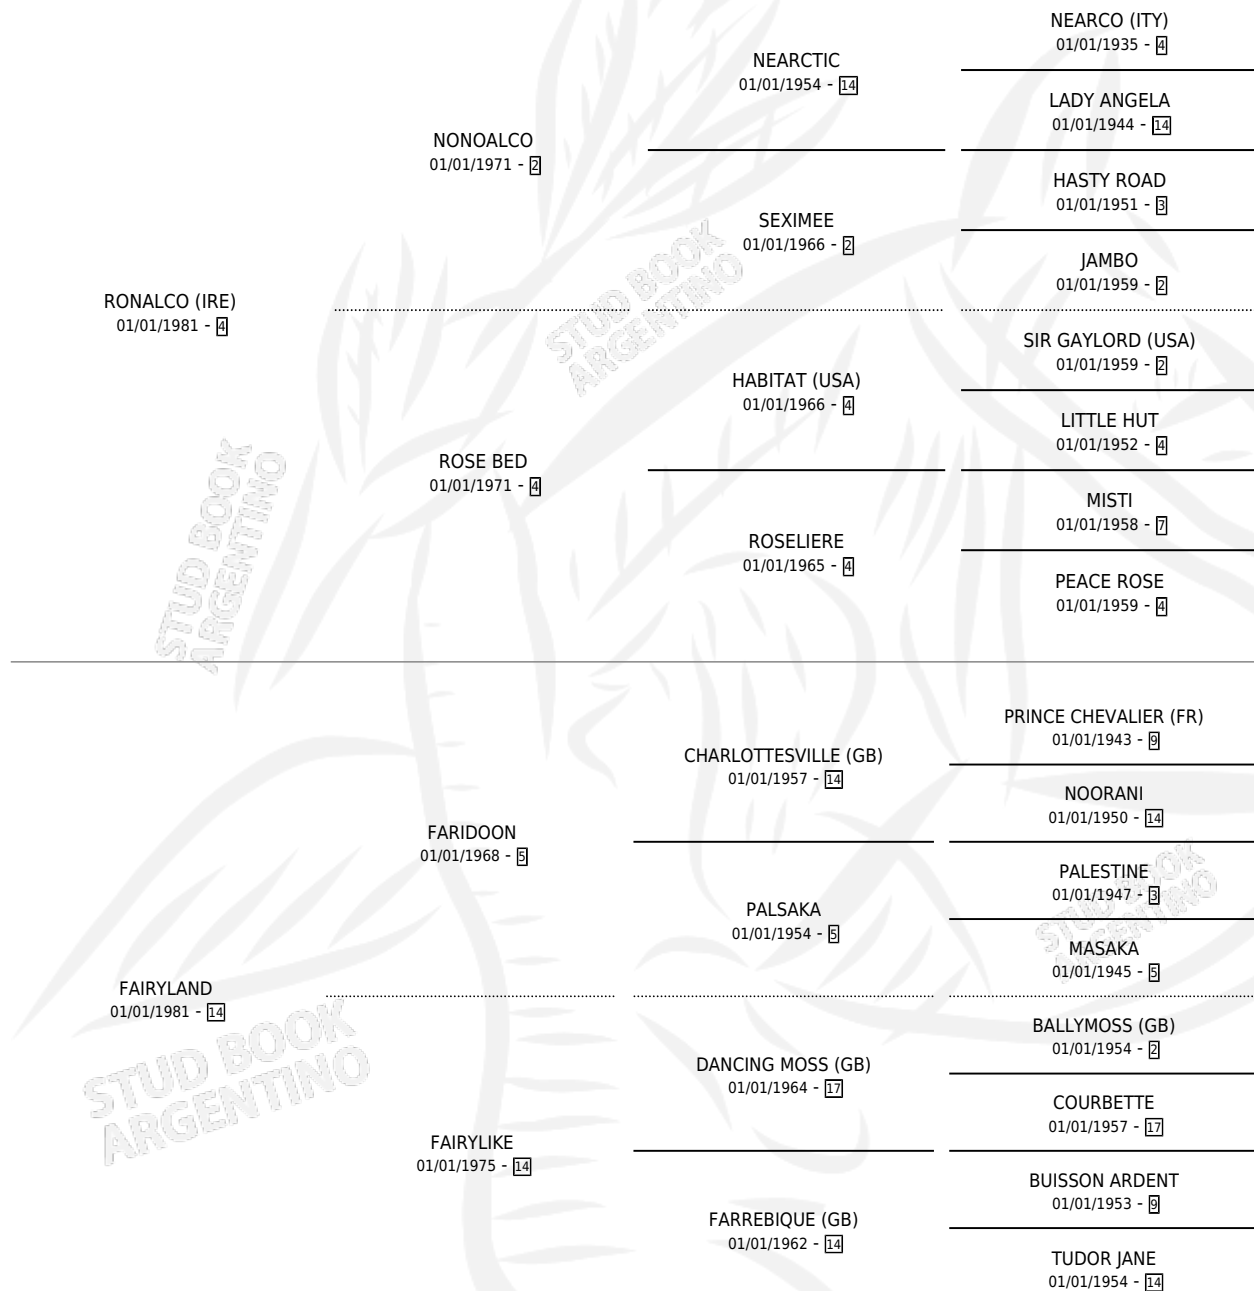 NEARCO (ITY)
01/01/1935 - 4
NEARCTIC
01/01/1954 - 14
LADY ANGELA
01/01/1944 - 14
NONOALCO
01/01/1971 - 2
HASTY ROAD
01/01/1951 - 3
SEXIMEE
01/01/1966 - 2
JAMBO
01/01/1959 - 2
RONALCO (IRE)
01/01/1981 - 4
STUD BOOK
ARGENTINO
SIR GAYLORD (USA)
01/01/1959 - 2
HABITAT (USA)
01/01/1966 - 4
LITTLE HUT
01/01/1952 - 4
ROSE BED
01/01/1971 - 4
MISTI
01/01/1958 - 7
ROSELIERE
01/01/1965 - 4
PEACE ROSE
01/01/1959 - 4
STUD BOOK
ARGENTINO
PRINCE CHEVALIER (FR)
01/01/1943 - 9
CHARLOTTESVILLE (GB)
01/01/1957 - 14
NOORANI
01/01/1950 - 14
FARIDOON
01/01/1968 - 5
PALESTINE
01/01/1947 - 3
PALSAKA
01/01/1954 - 5
STUD BOOK
ARGENTINO
MASAKA
01/01/1945 - 5
FAIRYLAND
01/01/1981 - 14
STUD BOOK
ARGENTINO
BALLYMOSS (GB)
01/01/1954 - 2
DANCING MOSS (GB)
01/01/1964 - 17
COURBETTE
01/01/1957 - 17
FAIRYLIKE
01/01/1975 - 14
BUISSON ARDENT
01/01/1953 - 9
FARREBIQUE (GB)
01/01/1962 - 14
TUDOR JANE
01/01/1954 - 14